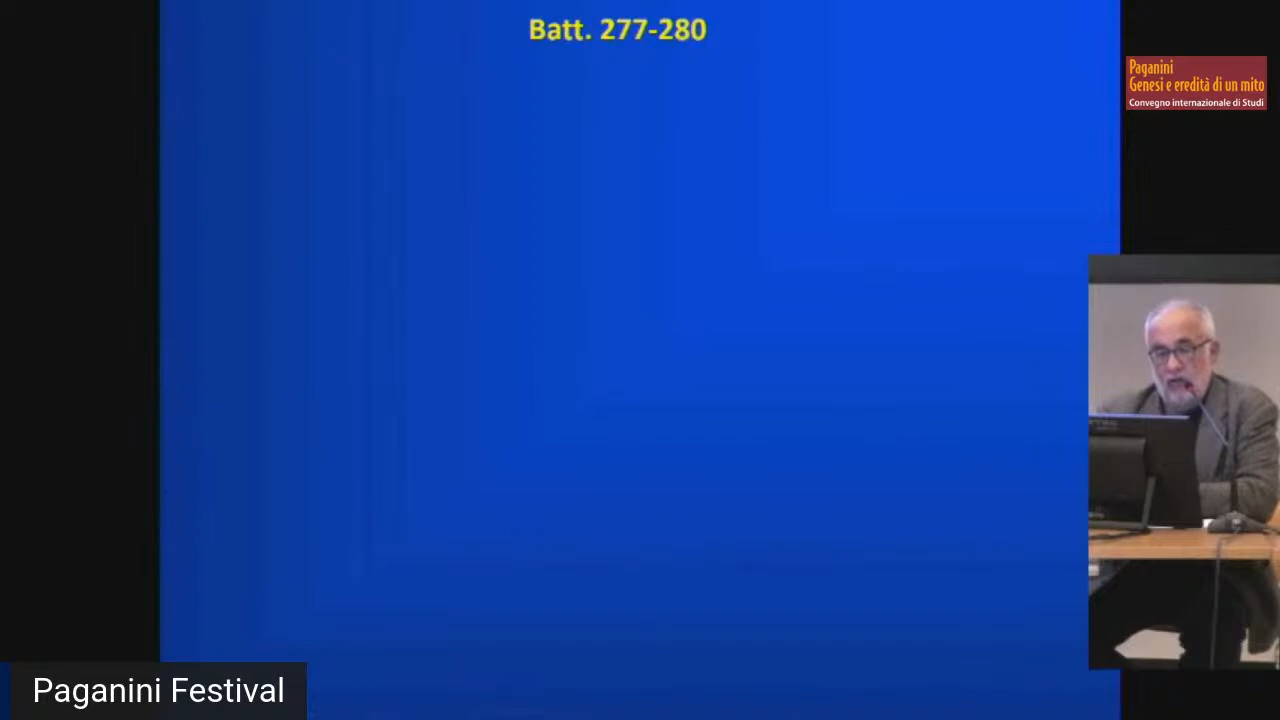 Batt. 277-280
Paganini
Genesi e eredità di un mito
Convegno internazionale di Studi
Paganini Festival